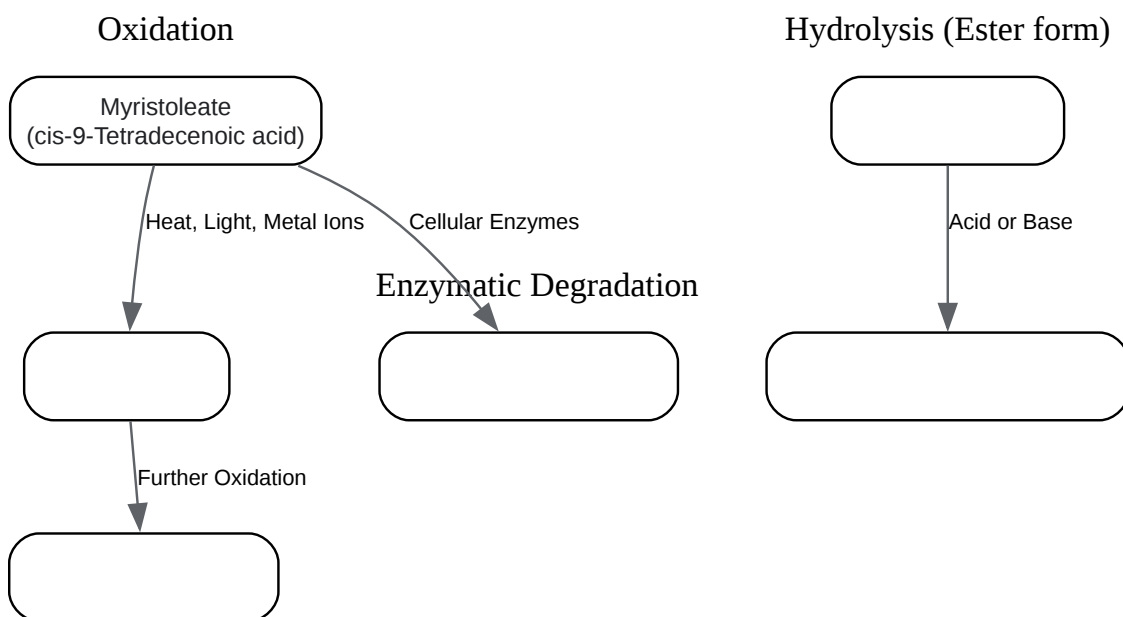 Oxidation
Hydrolysis (Ester form)
Myristoleate
(cis-9-Tetradecenoic acid)
Heat, Light, Metal Ions
Cellular Enzymes
Acid or Base
Enzymatic Degradation
Further Oxidation